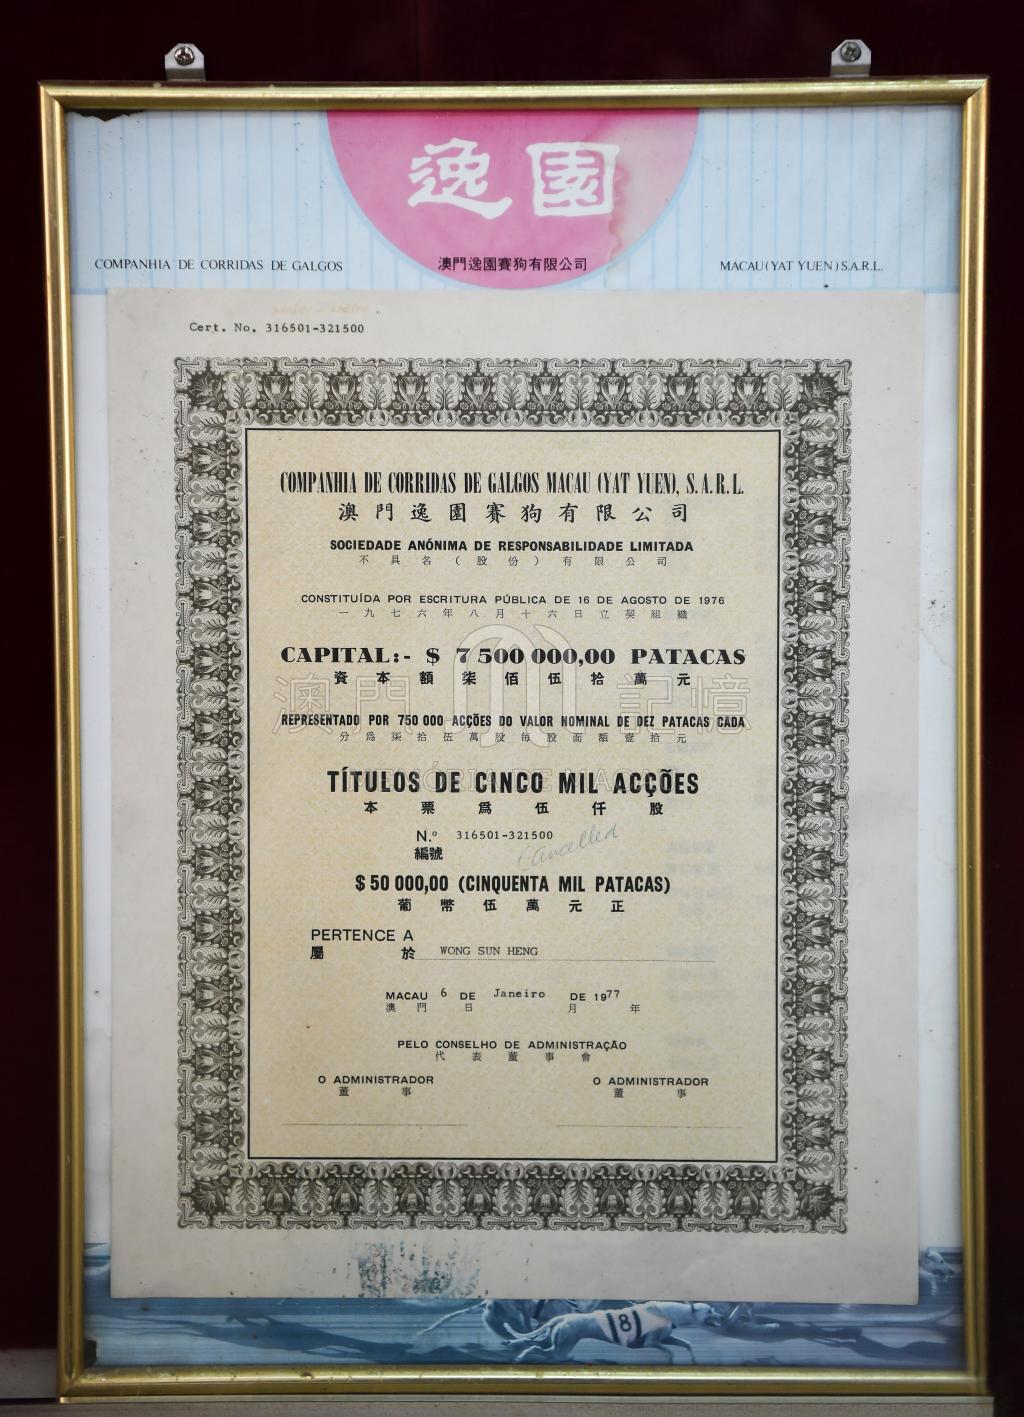 逸園
COMPANHIA DE CORRIDAS DE GALGOS
澳門逸園賽狗有限公司
MACAU (YAT YUEN) S.A.R.L.
Cert. No. 316501-321500
COMPANHIA DE CORRIDAS DE GALGOS MACAU (YAT YUEN), S.A.R.L.
澳門逸園賽狗有限公司
SOCIEDADE ANÓNIMA DE RESPONSABILIDADE LIMITADA
不具名(股份)有限公司
CONSTITUÍDA POR ESCRITURA PÚBLICA DE 16 DE AGOSTO DE 1976
一九七六年八月十六日立契組織
CAPITAL:- $ 7 500 000,00 PATACAS
資本額柒佰伍拾萬元
澳門記憶
REPRESENTADO POR 750 000 ACÇÕES DO VALOR NOMINAL DE DEZ PATACAS CADA
分為柒拾伍萬股每股面額壹拾元
MEMÓRIA DE MACAU
TÍTULOS DE CINCO MIL ACÇÕES
本票為伍仟股
N.º 316501-321500
編號
Cancelled
$ 50 000,00 (CINQUENTA MIL PATACAS)
葡幣伍萬元正
PERTENCE A
屬於 WONG SUN HENG
MACAU 6 DE Janeiro DE 1977
澳門 日 月 年
PELO CONSELHO DE ADMINISTRAÇÃO
代表董事會
O ADMINISTRADOR O ADMINISTRADOR
董事 董事
8